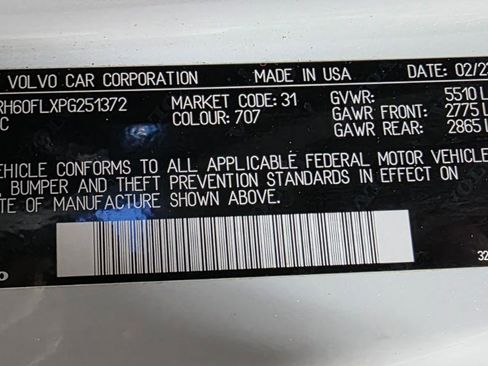 VOLVO CAR CORPORATION MADE IN USA DATE: 02/2
RH60FLXPG251372 MARKET CODE: 31 GVWR: 5510 L
C COLOUR: 707 GAWR FRONT: 2775 L
GAWR REAR: 2865 L
EHICLE CONFORMS TO ALL APPLICABLE FEDERAL MOTOR VEHICLE
, BUMPER AND THEFT PREVENTION STANDARDS IN EFFECT ON
TE OF MANUFACTURE SHOWN ABOVE.
32